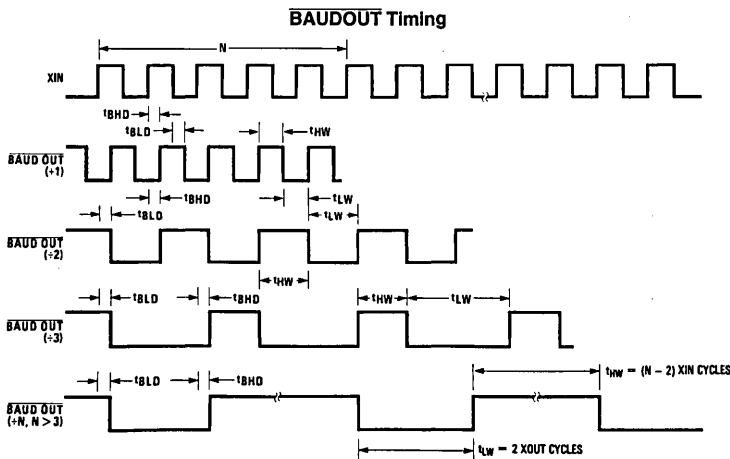 BAUDOUT Timing
N
XIN
tBHD
tBLD
tHW
BAUD OUT
(÷1)
tBHD
tLW
tLW
tBLD
BAUD OUT
(÷2)
tHW
tBLD
tBHD
tHW
tLW
BAUD OUT
(÷3)
tBLD
tBHD
tHW = (N – 2) XIN CYCLES
BAUD OUT
(÷N, N > 3)
tLW = 2 XOUT CYCLES